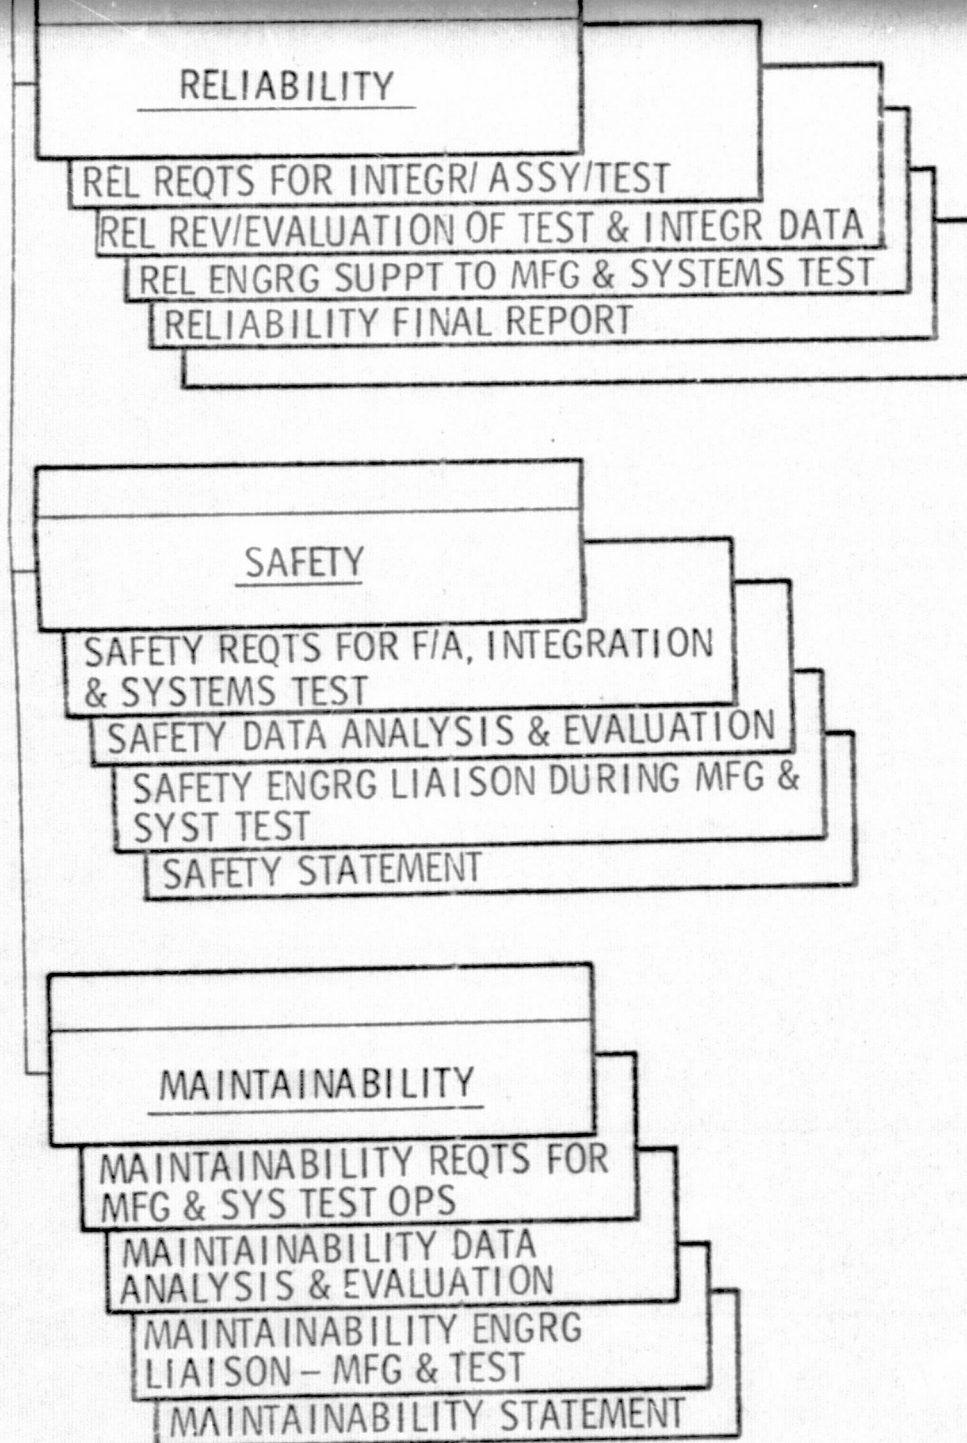 RELIABILITY
REL REQTS FOR INTEGR/ASSY/TEST
REL REV/EVALUATION OF TEST & INTEGR DATA
REL ENGRG SUPPT TO MFG & SYSTEMS TEST
RELIABILITY FINAL REPORT
SAFETY
SAFETY REQTS FOR F/A, INTEGRATION
& SYSTEMS TEST
SAFETY DATA ANALYSIS & EVALUATION
SAFETY ENGRG LIAISON DURING MFG &
SYST TEST
SAFETY STATEMENT
MAINTAINABILITY
MAINTAINABILITY REQTS FOR
MFG & SYS TEST OPS
MAINTAINABILITY DATA
ANALYSIS & EVALUATION
MAINTAINABILITY ENGRG
LIAISON – MFG & TEST
MAINTAINABILITY STATEMENT